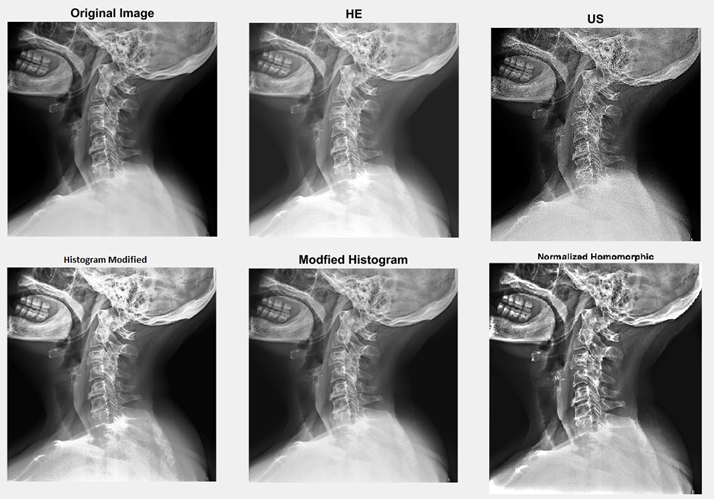 Original Image
HE
US
Histogram Modified
Modfied Histogram
Normalized Homomorphic